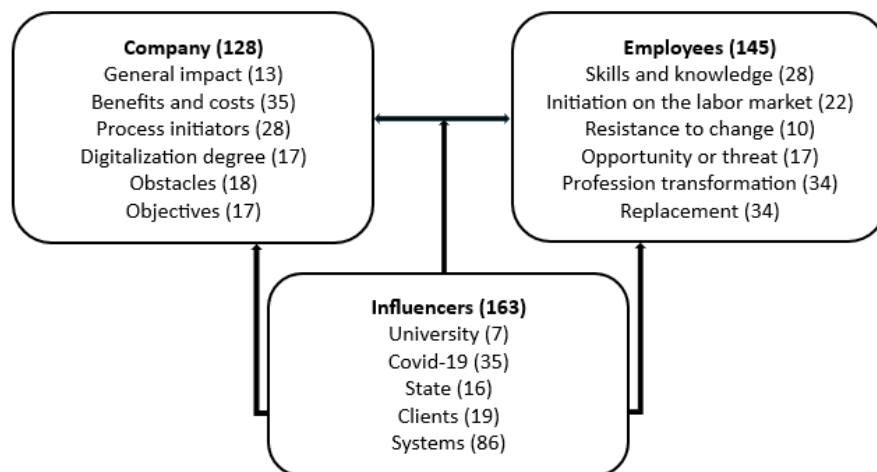 Company (128)
General impact (13)
Benefits and costs (35)
Process initiators (28)
Digitalization degree (17)
Obstacles (18)
Objectives (17)
Employees (145)
Skills and knowledge (28)
Initiation on the labor market (22)
Resistance to change (10)
Opportunity or threat (17)
Profession transformation (34)
Replacement (34)
Influencers (163)
University (7)
Covid-19 (35)
State (16)
Clients (19)
Systems (86)